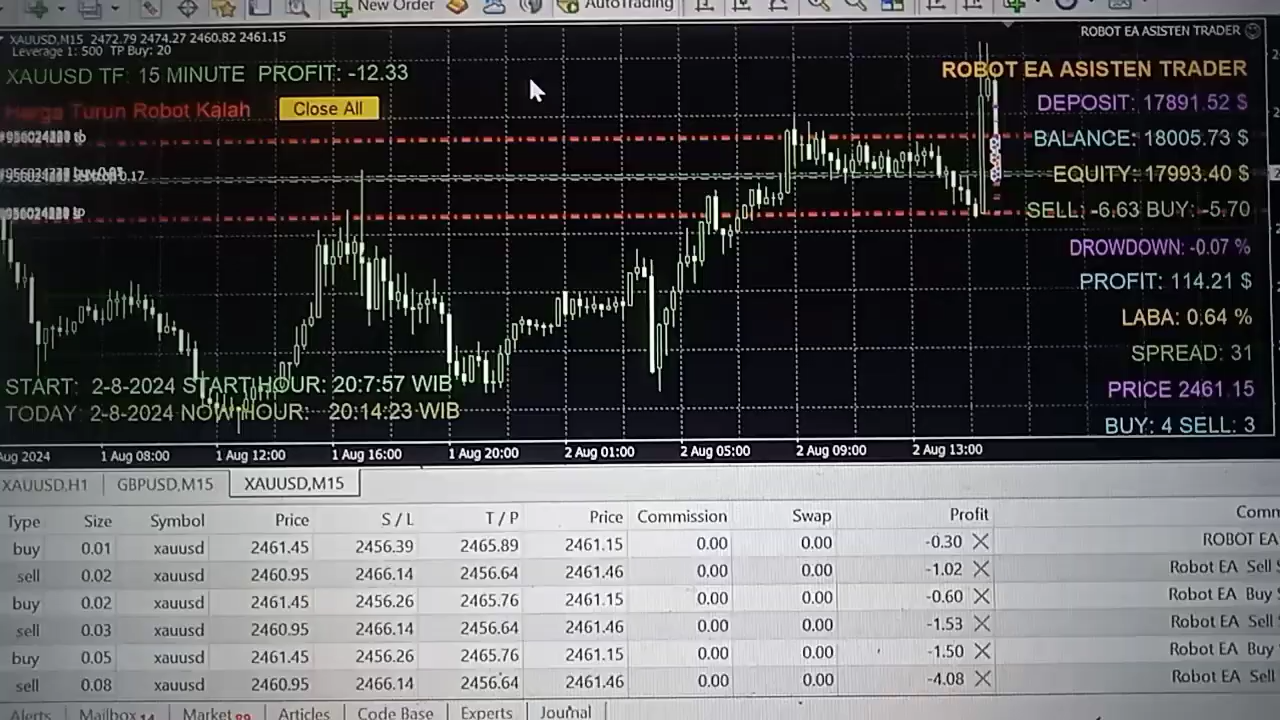 New Order
AutoTrading
XAUUSD,M15 2472.79 2474.27 2460.82 2461.15
Leverage 1: 500 TP Buy: 20
XAUUSD TF: 15 MINUTE PROFIT: -12.33
Harga Turun Robot Kalah
Close All
ROBOT EA ASISTEN TRADER
ROBOT EA ASISTEN TRADER
DEPOSIT: 17891.52 $
BALANCE: 18005.73 $
EQUITY: 17993.40 $
SELL: -6.63 BUY: -5.70
DROWDOWN: -0.07 %
PROFIT: 114.21 $
LABA: 0.64 %
SPREAD: 31
PRICE 2461.15
BUY: 4 SELL: 3
START: 2-8-2024 START HOUR: 20:7:57 WIB
TODAY 2-8-2024 NOW HOUR: 20:14:23 WIB
Aug 2024 1 Aug 08:00 1 Aug 12:00 1 Aug 16:00 1 Aug 20:00 2 Aug 01:00 2 Aug 05:00 2 Aug 09:00 2 Aug 13:00
XAUUSD,H1 GBPUSD,M15 XAUUSD,M15
Type Size Symbol Price S / L T / P Price Commission Swap Profit
buy 0.01 xauusd 2461.45 2456.39 2465.89 2461.15 0.00 0.00 -0.30 ROBOT EA
sell 0.02 xauusd 2460.95 2466.14 2456.64 2461.46 0.00 0.00 -1.02 Robot EA Sell
buy 0.02 xauusd 2461.45 2456.26 2465.76 2461.15 0.00 0.00 -0.60 Robot EA Buy
sell 0.03 xauusd 2460.95 2466.14 2456.64 2461.46 0.00 0.00 -1.53 Robot EA Sell
buy 0.05 xauusd 2461.45 2456.26 2465.76 2461.15 0.00 0.00 -1.50 Robot EA Buy
sell 0.08 xauusd 2460.95 2466.14 2456.64 2461.46 0.00 0.00 -4.08 Robot EA Sell
Alerts Mailbox 14 Market Articles Code Base Experts Journal